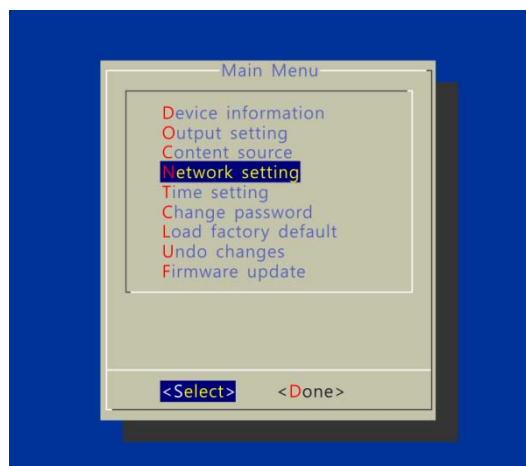 Main Menu
Device information
Output setting
Content source
Network setting
Time setting
Change password
Load factory default
Undo changes
Firmware update
<Select> <Done>